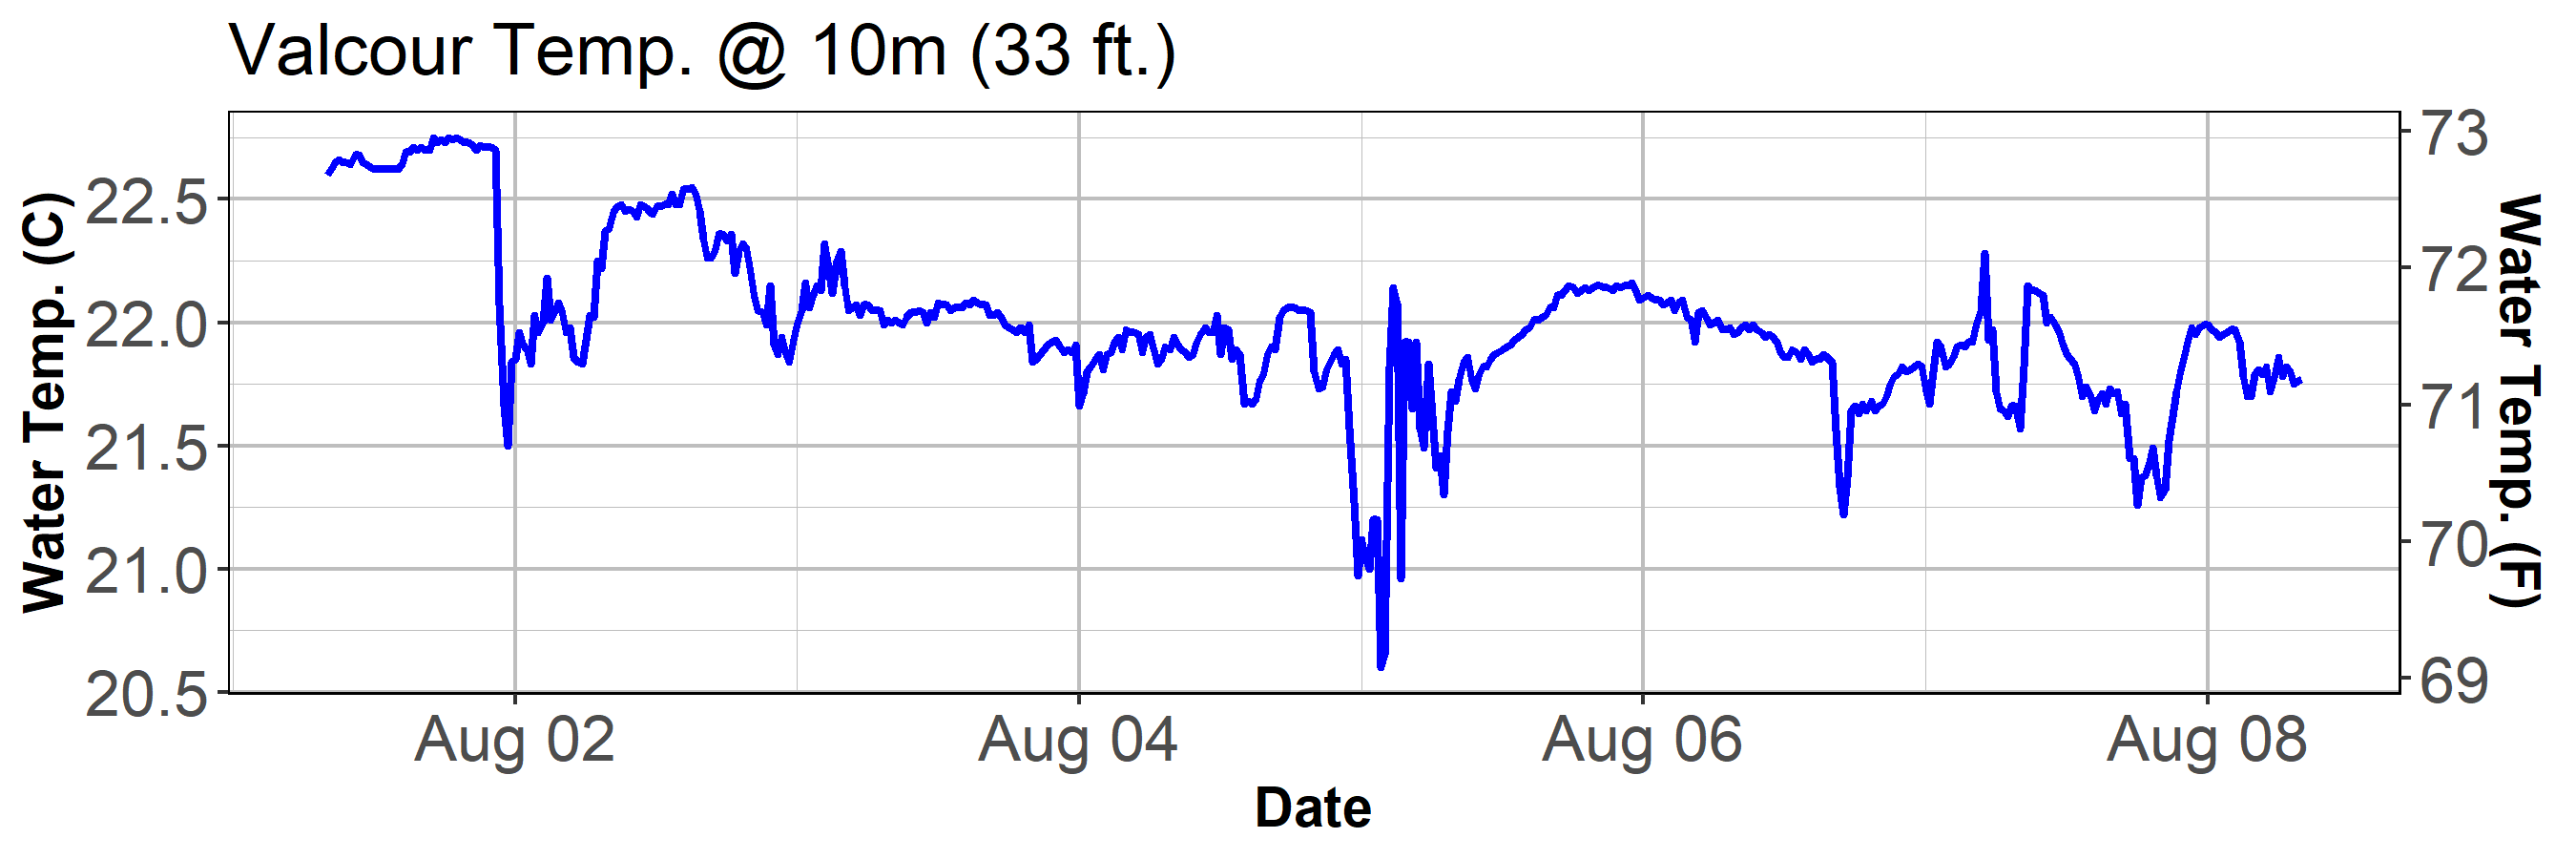 Valcour Temp. @ 10m (33 ft.)
Water Temp. (C)
22.5
22.0
21.5
21.0
20.5
73
72
71
70
69
Water Temp. (F)
Aug 02 Aug 04 Aug 06 Aug 08
Date